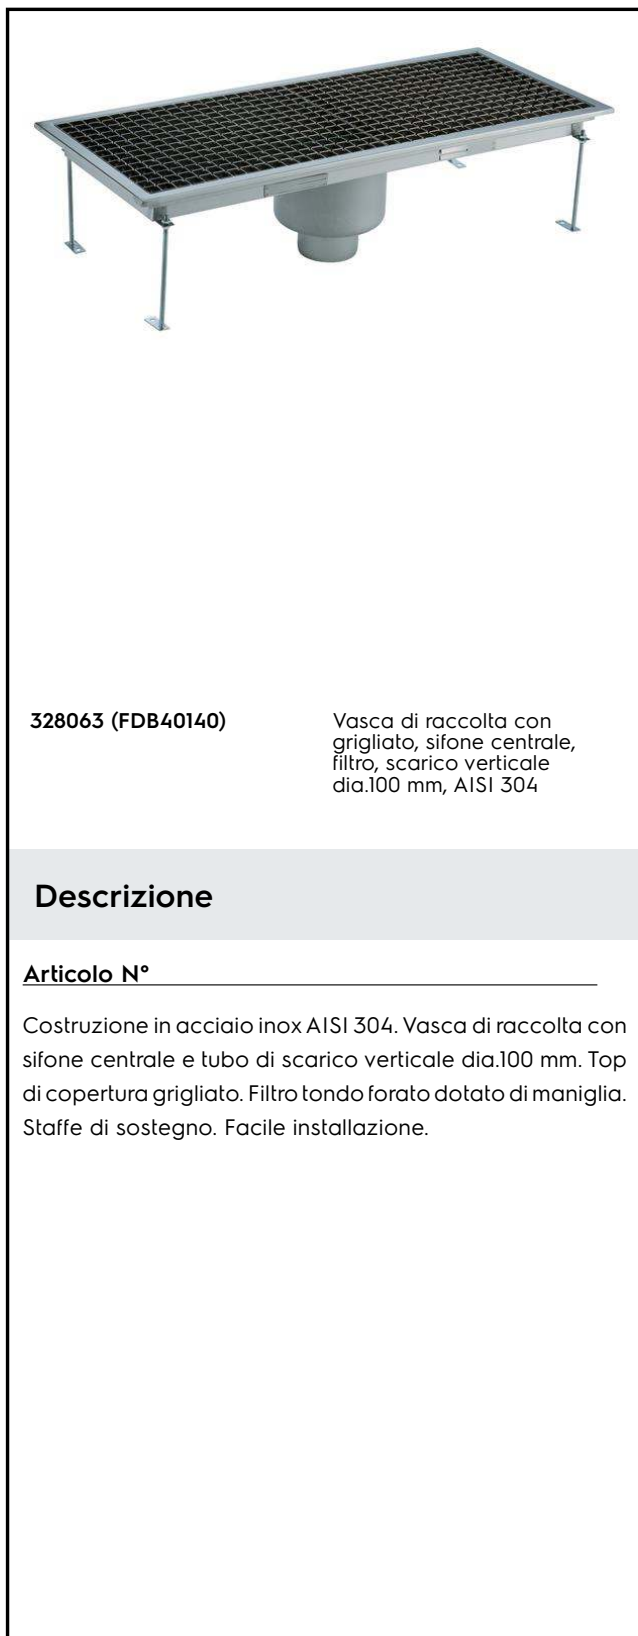 328063 (FDB40140)
Vasca di raccolta con
grigliato, sifone centrale,
filtro, scarico verticale
dia.100 mm, AISI 304
Descrizione
Articolo N°
Costruzione in acciaio inox AISI 304. Vasca di raccolta con
sifone centrale e tubo di scarico verticale dia.100 mm. Top
di copertura grigliato. Filtro tondo forato dotato di maniglia.
Staffe di sostegno. Facile installazione.